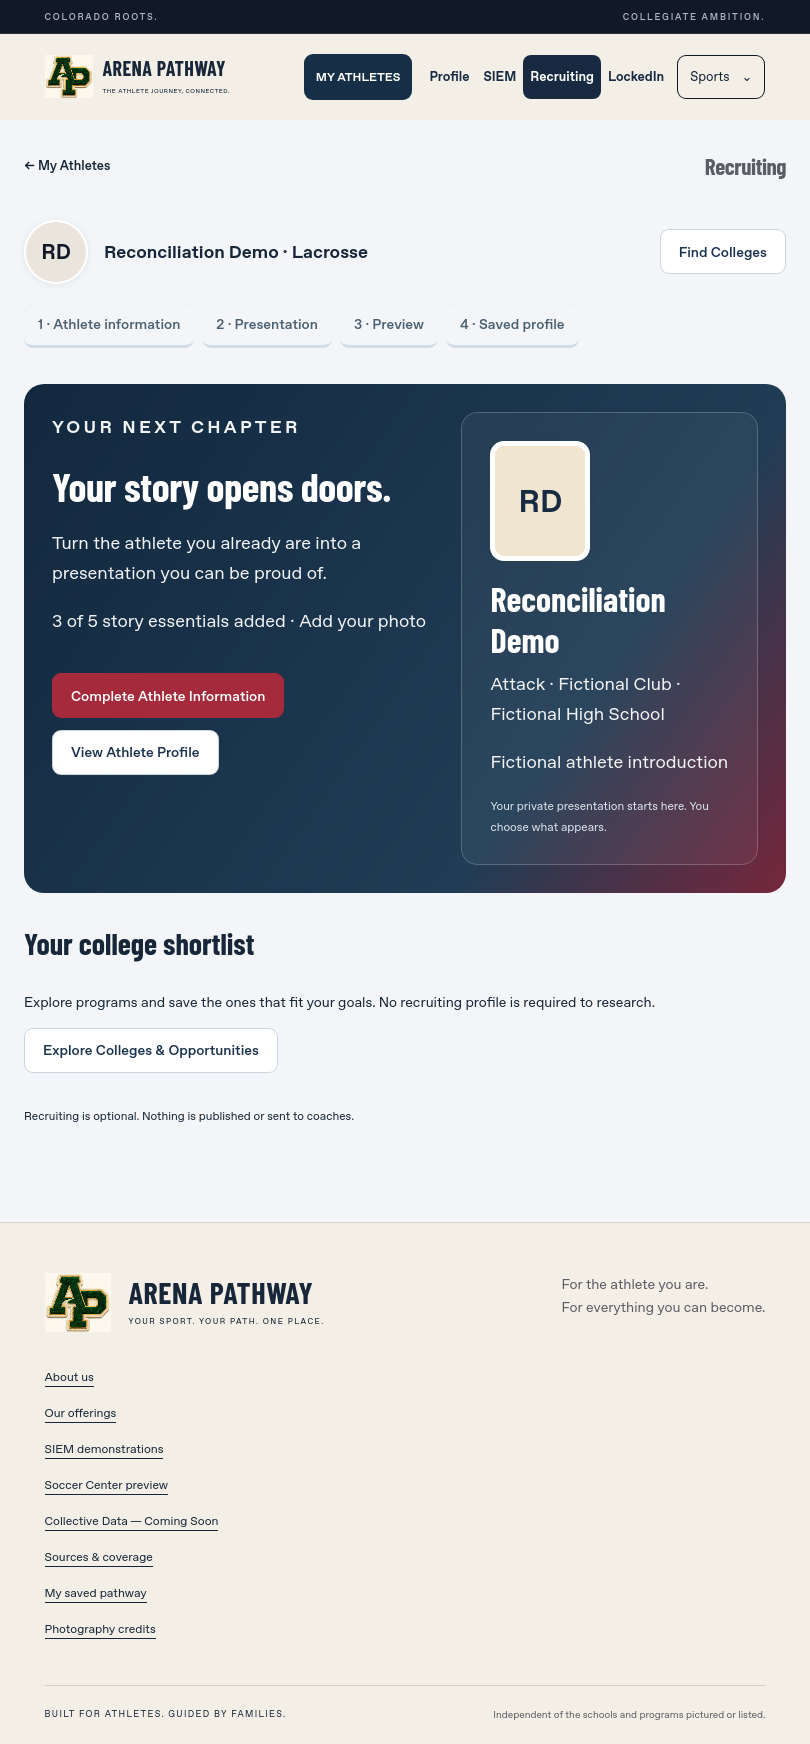 COLORADO ROOTS.
COLLEGIATE AMBITION.
AP
ARENA PATHWAY
THE ATHLETE JOURNEY, CONNECTED.
MY ATHLETES
Profile
SIEM
Recruiting
LockedIn
Sports
← My Athletes
Recruiting
RD
Reconciliation Demo · Lacrosse
Find Colleges
1 · Athlete information
2 · Presentation
3 · Preview
4 · Saved profile
YOUR NEXT CHAPTER
Your story opens doors.
Turn the athlete you already are into a
presentation you can be proud of.
3 of 5 story essentials added · Add your photo
Complete Athlete Information
View Athlete Profile
RD
Reconciliation
Demo
Attack · Fictional Club ·
Fictional High School
Fictional athlete introduction
Your private presentation starts here. You
choose what appears.
Your college shortlist
Explore programs and save the ones that fit your goals. No recruiting profile is required to research.
Explore Colleges & Opportunities
Recruiting is optional. Nothing is published or sent to coaches.
AP
ARENA PATHWAY
YOUR SPORT. YOUR PATH. ONE PLACE.
For the athlete you are.
For everything you can become.
About us
Our offerings
SIEM demonstrations
Soccer Center preview
Collective Data — Coming Soon
Sources & coverage
My saved pathway
Photography credits
BUILT FOR ATHLETES. GUIDED BY FAMILIES.
Independent of the schools and programs pictured or listed.